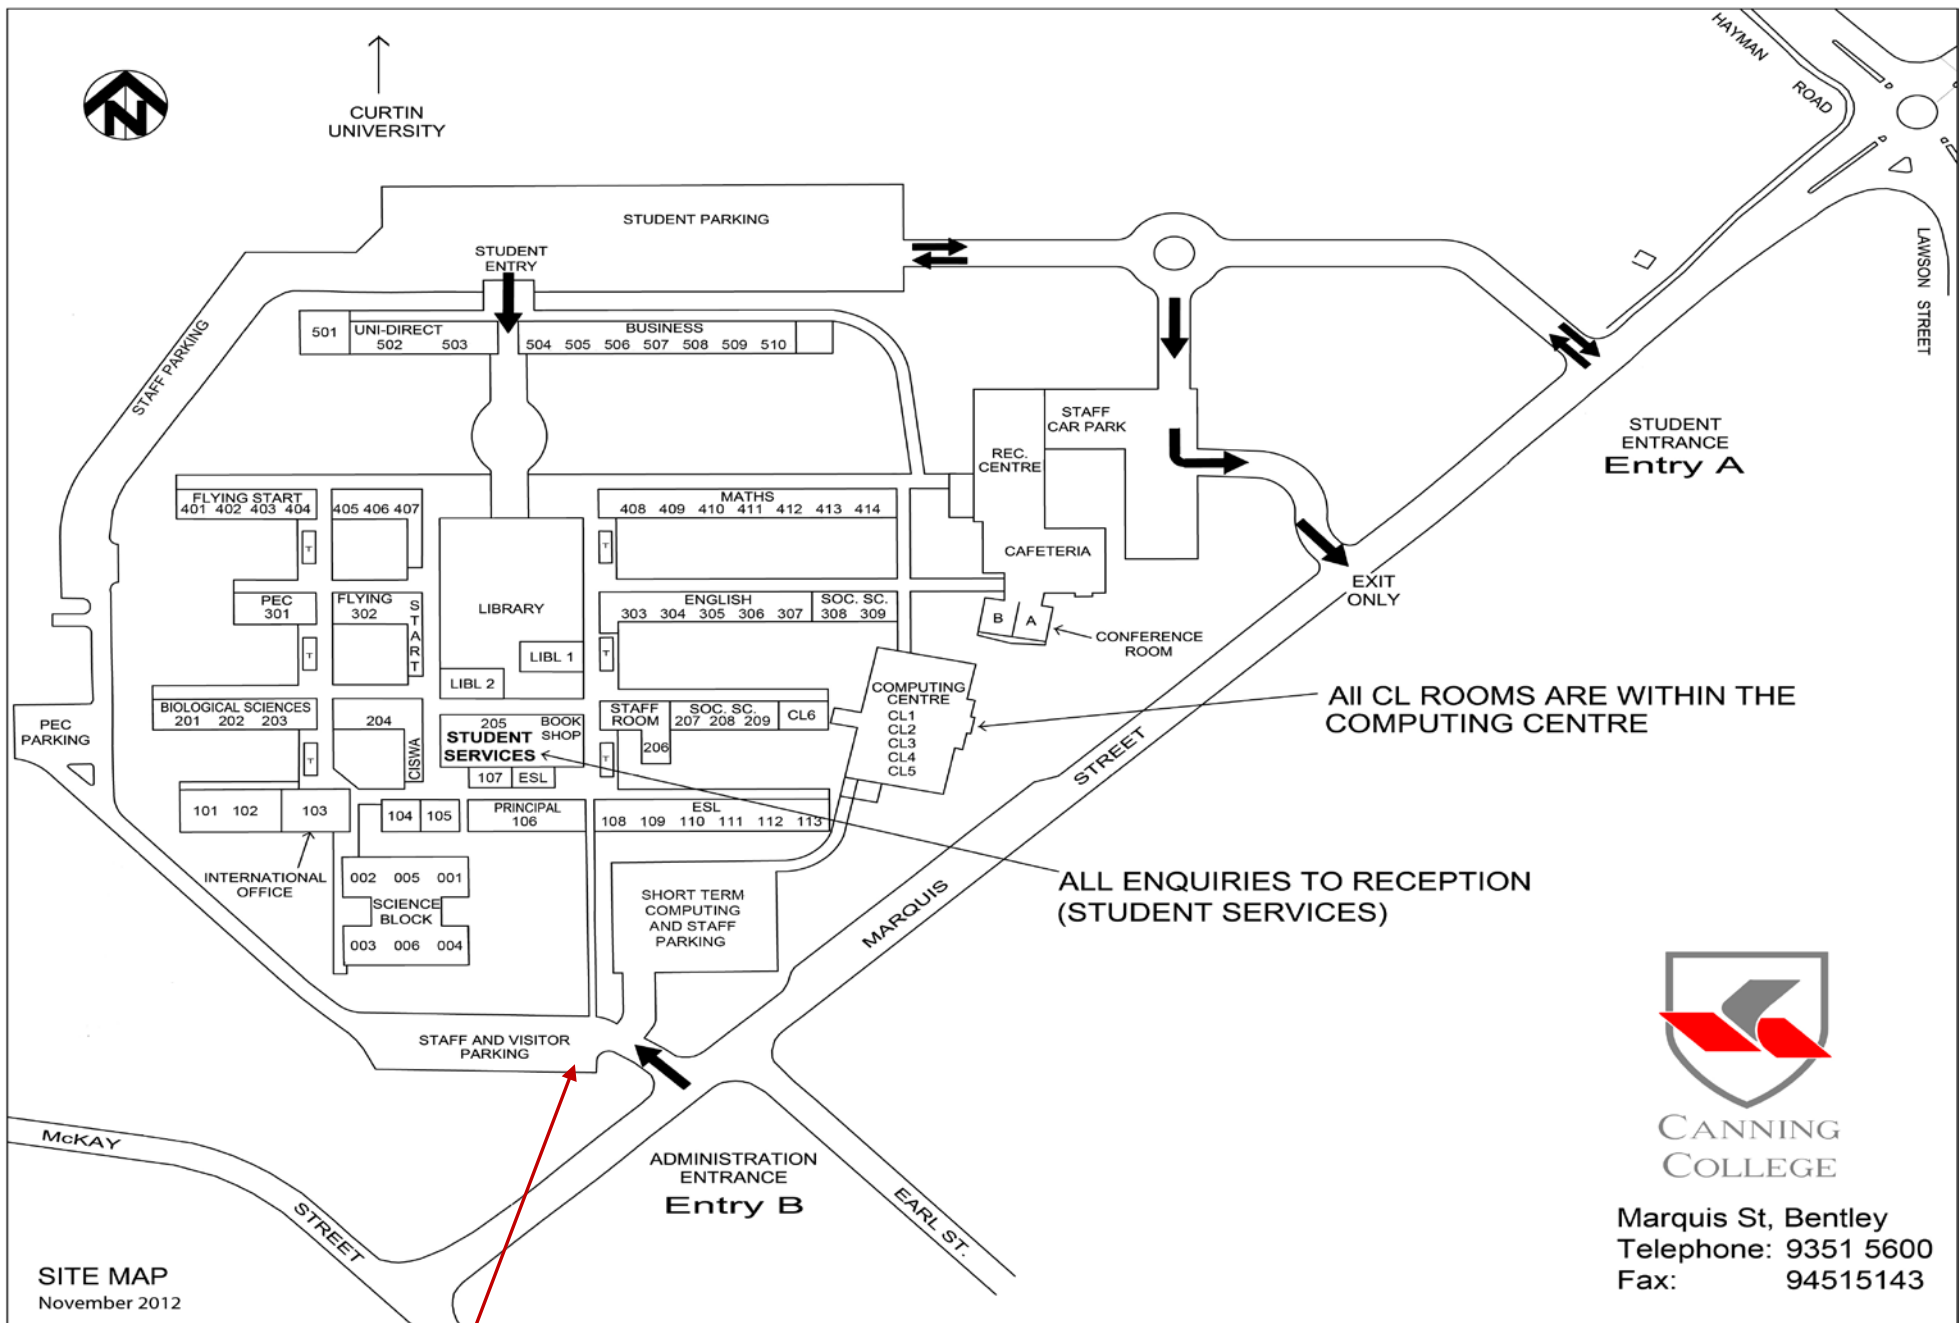 N
CURTIN
UNIVERSITY
HAYMAN
ROAD
LAWSON STREET
STUDENT PARKING
STUDENT
ENTRY
STAFF PARKING
501
UNI-DIRECT
502 503
BUSINESS
504 505 506 507 508 509 510
STAFF
CAR PARK
REC.
CENTRE
STUDENT
ENTRANCE
Entry A
FLYING START
401 402 403 404
405 406 407
MATHS
408 409 410 411 412 413 414
T
T
CAFETERIA
EXIT
ONLY
PEC
301
FLYING
302
START
LIBRARY
ENGLISH
303 304 305 306 307
SOC. SC.
308 309
B A
CONFERENCE
ROOM
T
T
LIBL 1
LIBL 2
COMPUTING
CENTRE
CL1
CL2
CL3
CL4
CL5
All CL ROOMS ARE WITHIN THE
COMPUTING CENTRE
PEC
PARKING
BIOLOGICAL SCIENCES
201 202 203
204
CISWA
205
BOOK
SHOP
STUDENT
SERVICES
STAFF
ROOM
206
SOC. SC.
207 208 209
CL6
T
T
107 ESL
101 102 103
104 105
PRINCIPAL
106
ESL
108 109 110 111 112 113
INTERNATIONAL
OFFICE
002 005 001
SCIENCE
BLOCK
003 006 004
SHORT TERM
COMPUTING
AND STAFF
PARKING
ALL ENQUIRIES TO RECEPTION
(STUDENT SERVICES)
MARQUIS STREET
STAFF AND VISITOR
PARKING
McKAY STREET
ADMINISTRATION
ENTRANCE
Entry B
EARL ST.
CANNING
COLLEGE
Marquis St, Bentley
Telephone: 9351 5600
Fax: 94515143
SITE MAP
November 2012